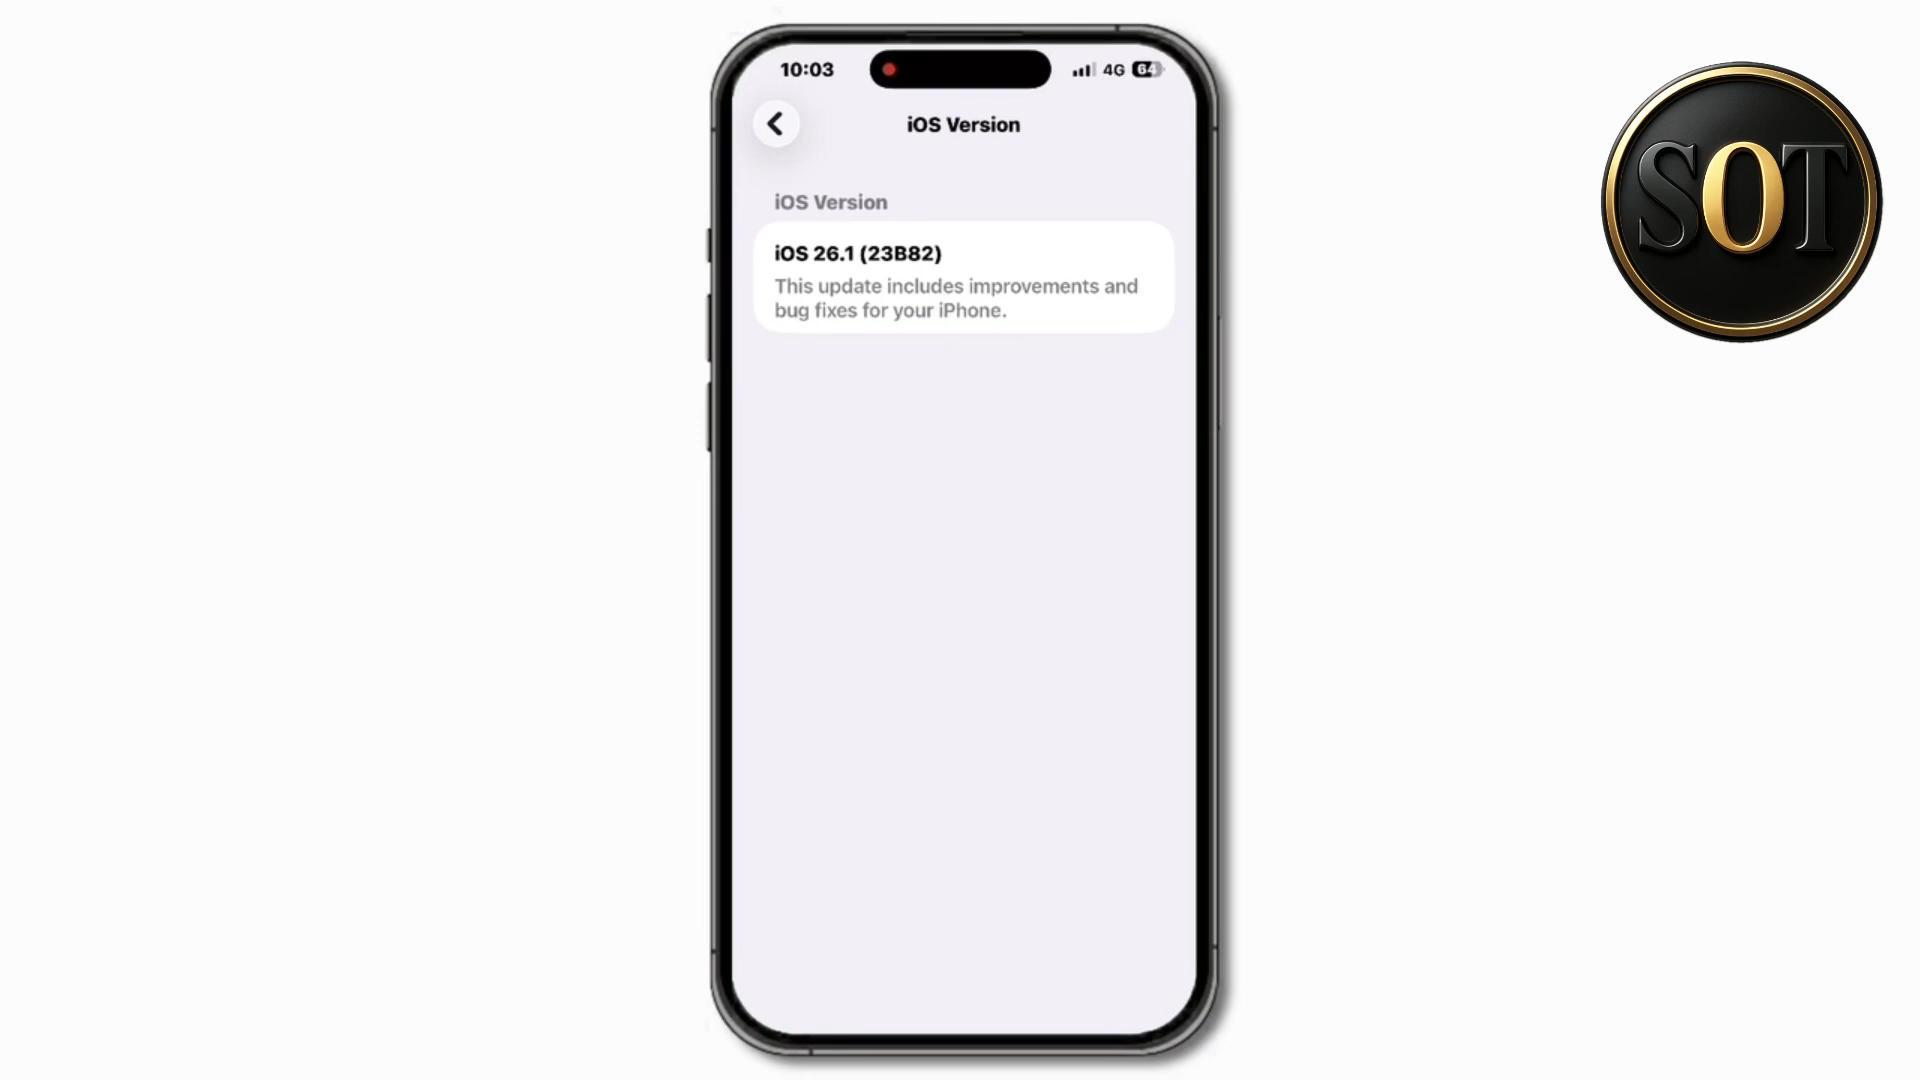 10:03
4G
64
iOS Version
iOS Version
iOS 26.1 (23B82)
This update includes improvements and
bug fixes for your iPhone.
SOT